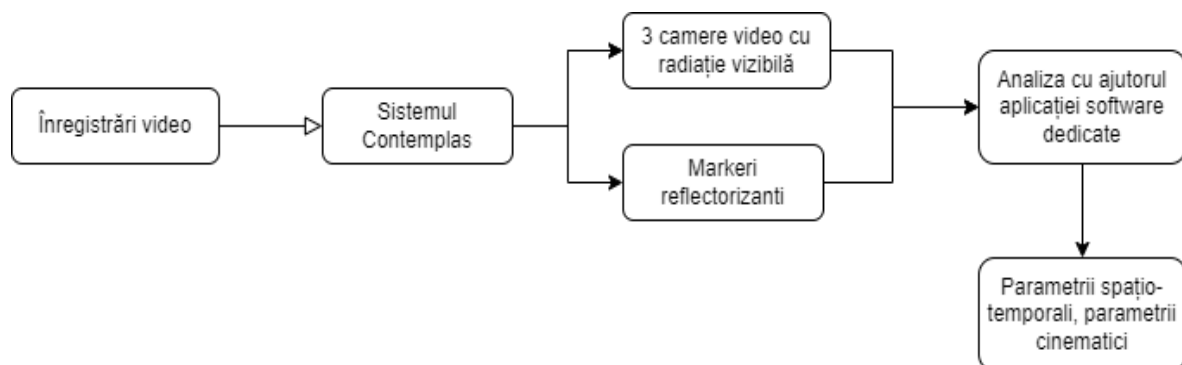 Înregistrări video
Sistemul
Contemplas
3 camere video cu
radiație vizibilă
Markeri
reflectorizanti
Analiza cu ajutorul
aplicației software
dedicate
Parametrii spațio-
temporali, parametrii
cinematici